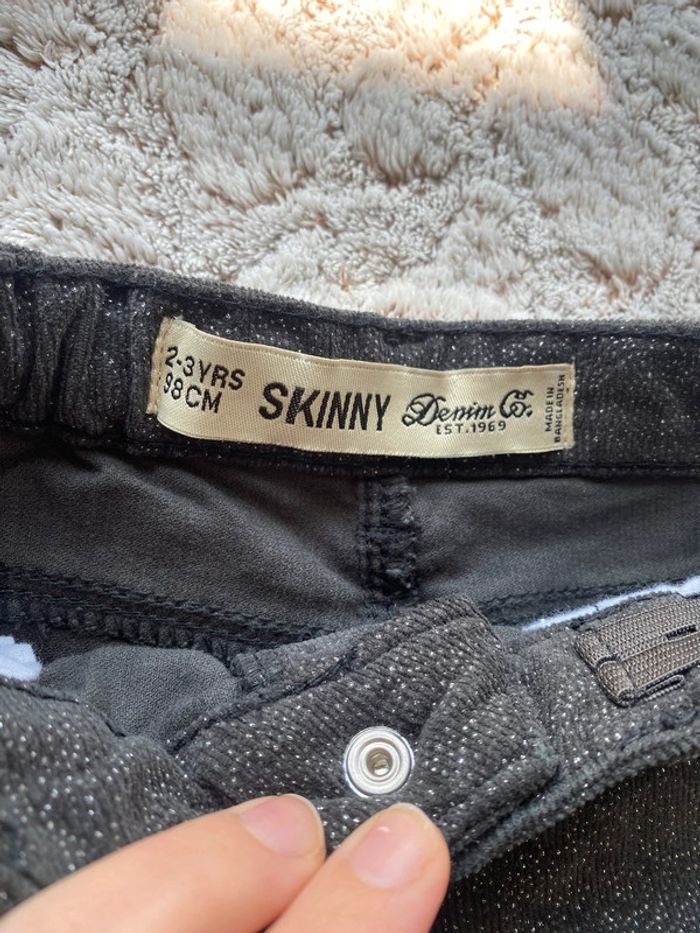 2-3YRS
98CM
SKINNY
Denim Co.
EST.1969
MADE IN
BANGLADESH